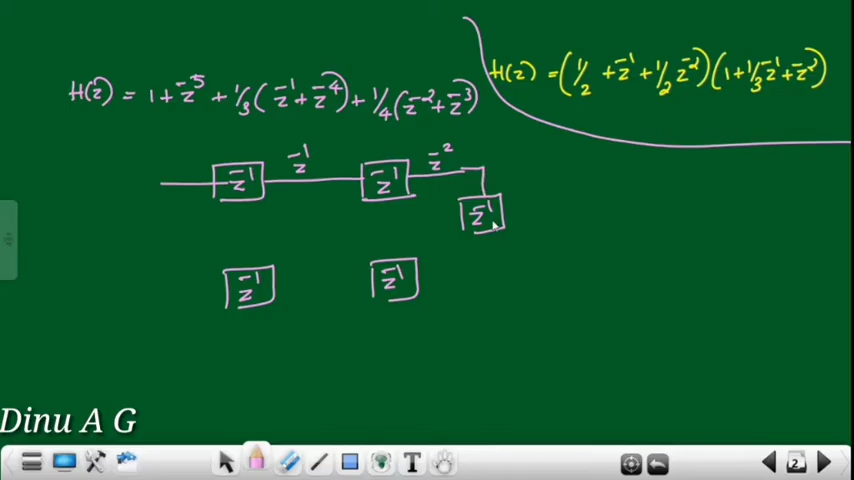 H(z) = 1 + z⁻⁵ + 1/3 (z⁻¹ + z⁻⁴) + 1/4 (z⁻² + z⁻³)
H(z) = (1/2 + z⁻¹ + 1/2 z⁻²)(1 + 1/3 z⁻¹ + z⁻²)
z⁻¹ z⁻¹ z⁻¹ z⁻²
z⁻¹
z⁻¹ z⁻¹
Dinu A G
T 2